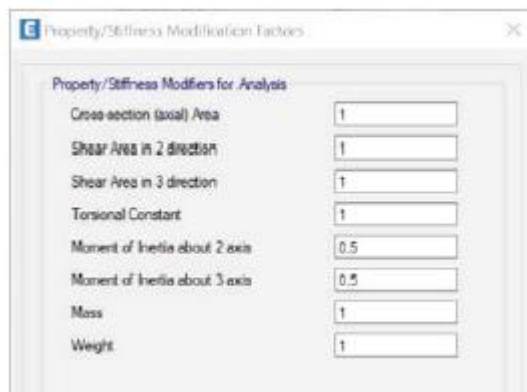 E Property/Stiffness Modification Factors
Property/Stiffness Modifiers for Analysis
Cross-section (axial) Area 1
Shear Area in 2 direction 1
Shear Area in 3 direction 1
Torsional Constant 1
Moment of Inertia about 2 axis 0.5
Moment of Inertia about 3 axis 0.5
Mass 1
Weight 1